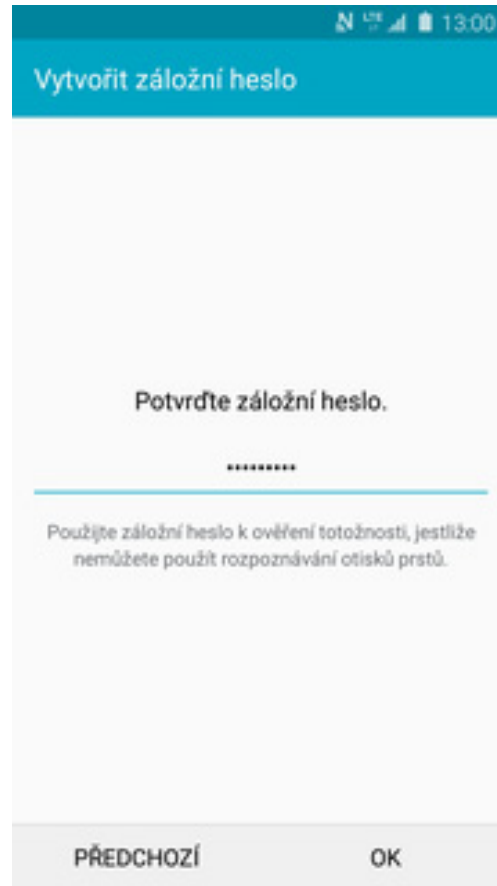 LTE 13:00
Vytvořit záložní heslo
Potvrďte záložní heslo.
•••••••••
Použijte záložní heslo k ověření totožnosti, jestliže
nemůžete použít rozpoznávání otisků prstů.
PŘEDCHOZÍ OK